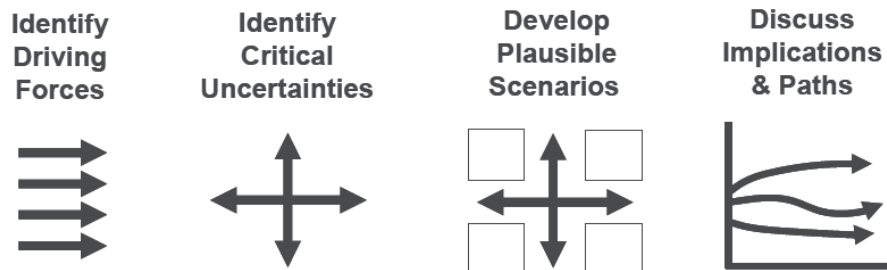 Identify
Driving
Forces
Identify
Critical
Uncertainties
Develop
Plausible
Scenarios
Discuss
Implications
& Paths